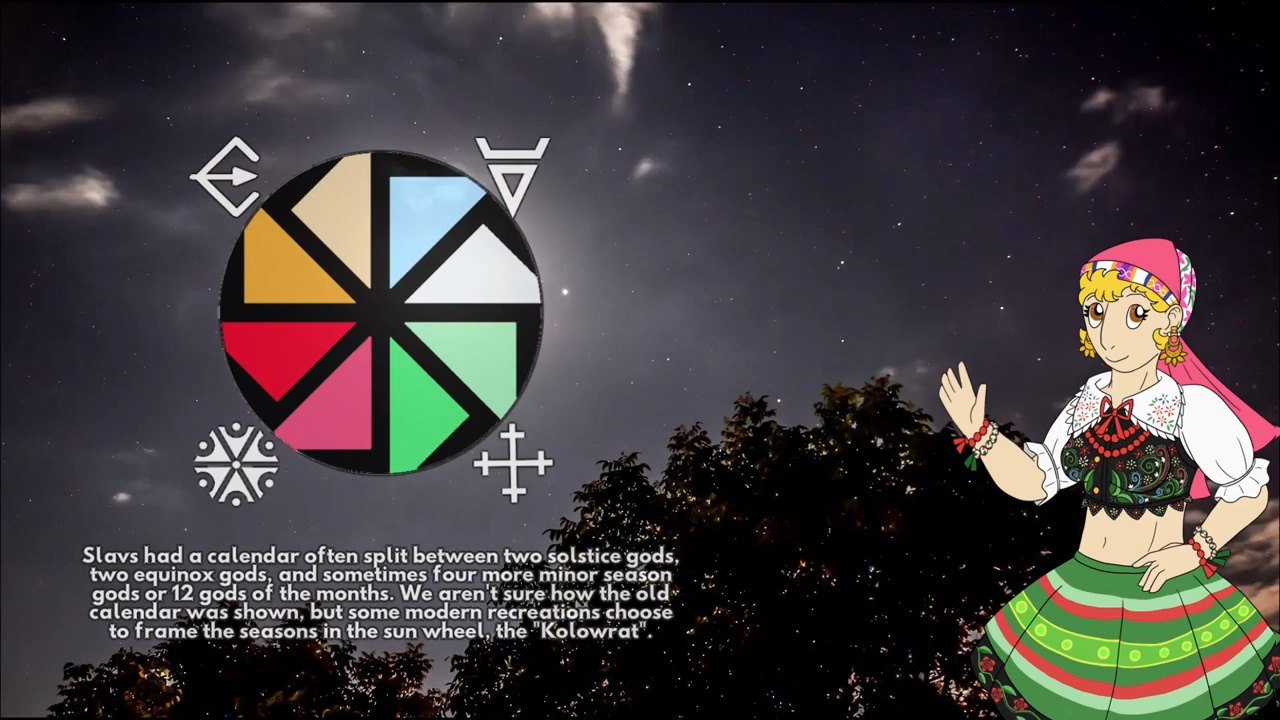 Slavs had a calendar often split between two solstice gods,
two equinox gods, and sometimes four more minor season
gods or 12 gods of the months. We aren't sure how the old
calendar was shown, but some modern recreations choose
to frame the seasons in the sun wheel, the "Kolowrat".